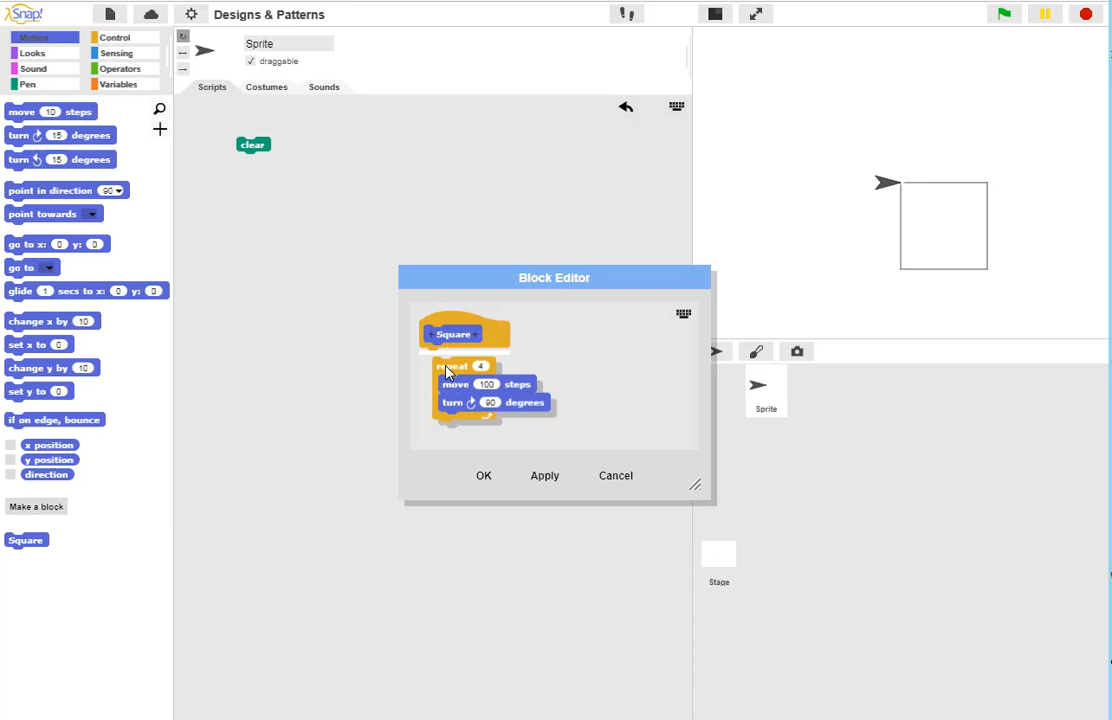 Snap!
Designs & Patterns
Motion
Control
Looks
Sensing
Sound
Operators
Pen
Variables
Sprite
draggable
Scripts
Costumes
Sounds
move 10 steps
turn 15 degrees
turn 15 degrees
point in direction 90
point towards
go to x: 0 y: 0
go to
glide 1 secs to x: 0 y: 0
change x by 10
set x to 0
change y by 10
set y to 0
if on edge, bounce
x position
y position
direction
Make a block
Square
clear
Block Editor
Square
repeat 4
move 100 steps
turn 90 degrees
OK
Apply
Cancel
Sprite
Stage